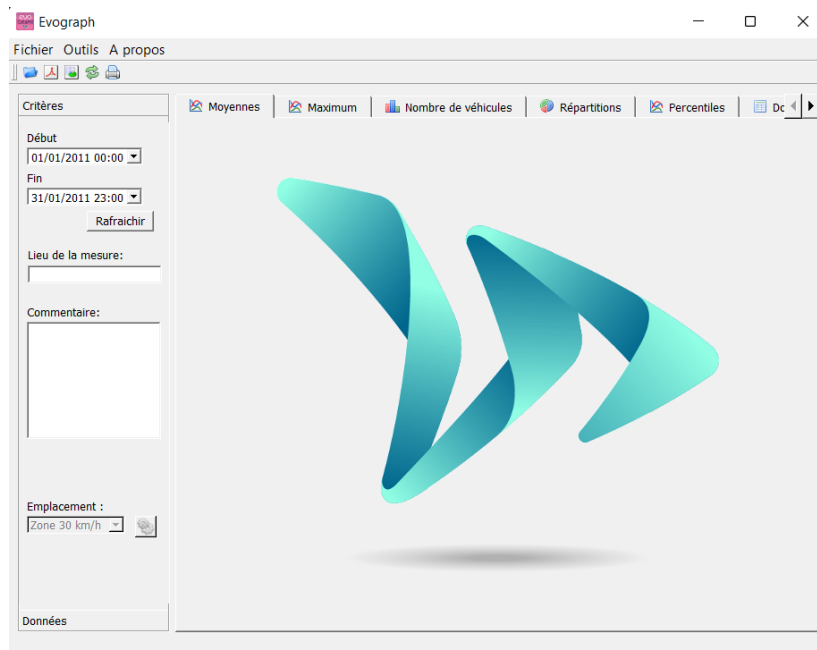 Evograph
Fichier Outils A propos
Critères
Moyennes Maximum Nombre de véhicules Répartitions Percentiles
Début
01/01/2011 00:00
Fin
31/01/2011 23:00
Rafraichir
Lieu de la mesure:
Commentaire:
Emplacement :
Zone 30 km/h
Données